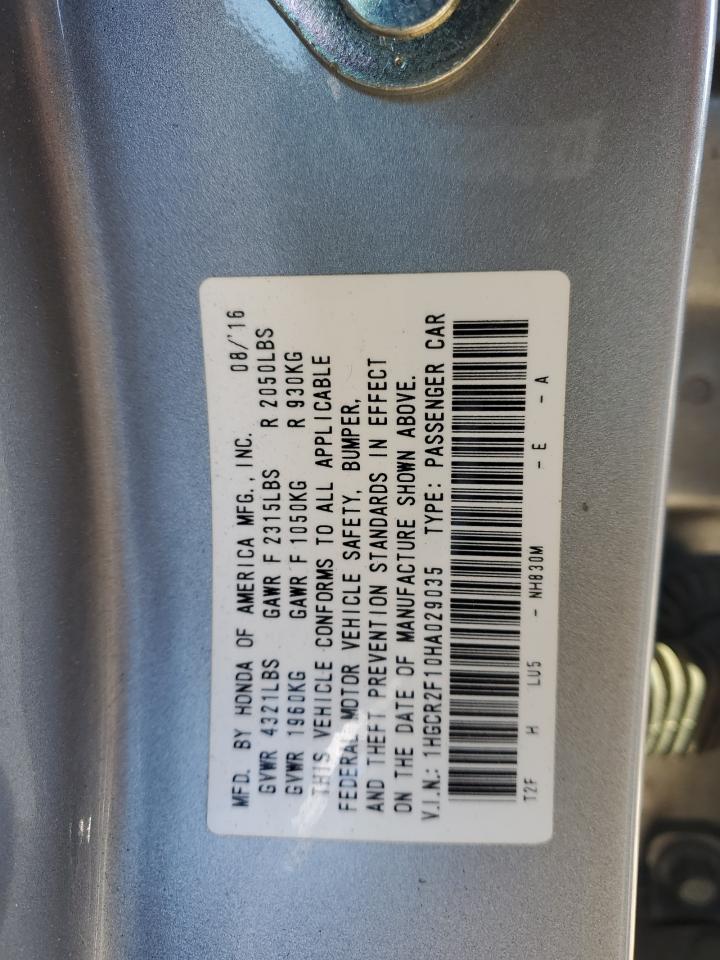 MFD. BY HONDA OF AMERICA MFG., INC. 08/'16
GVWR 4321LBS GAWR F 2315LBS R 2050LBS
GVWR 1960KG GAWR F 1050KG R 930KG
THIS VEHICLE CONFORMS TO ALL APPLICABLE
FEDERAL MOTOR VEHICLE SAFETY, BUMPER,
AND THEFT PREVENTION STANDARDS IN EFFECT
ON THE DATE OF MANUFACTURE SHOWN ABOVE.
V.I.N.: 1HGCR2F10HA029035 TYPE: PASSENGER CAR
T2F H LU5 - NH830M - E - A